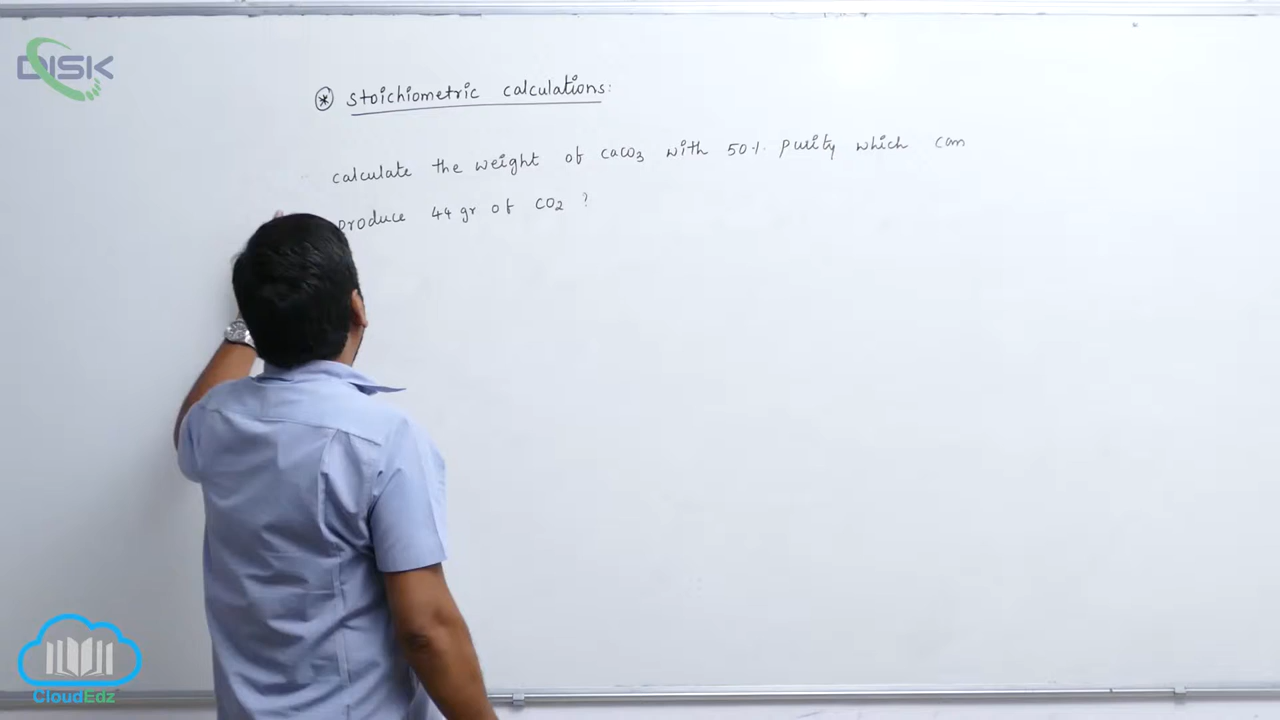 DISK
* Stoichiometric calculations:
calculate the weight of caco3 with 50% purity which can
produce 44 gr of CO2 ?
CloudEdz